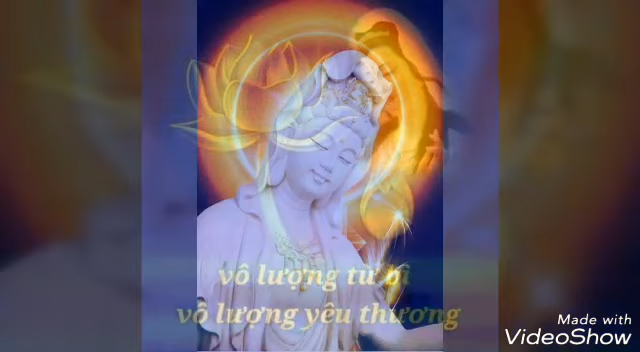 vô lượng từ bi
vô lượng yêu thương
Made with
VideoShow